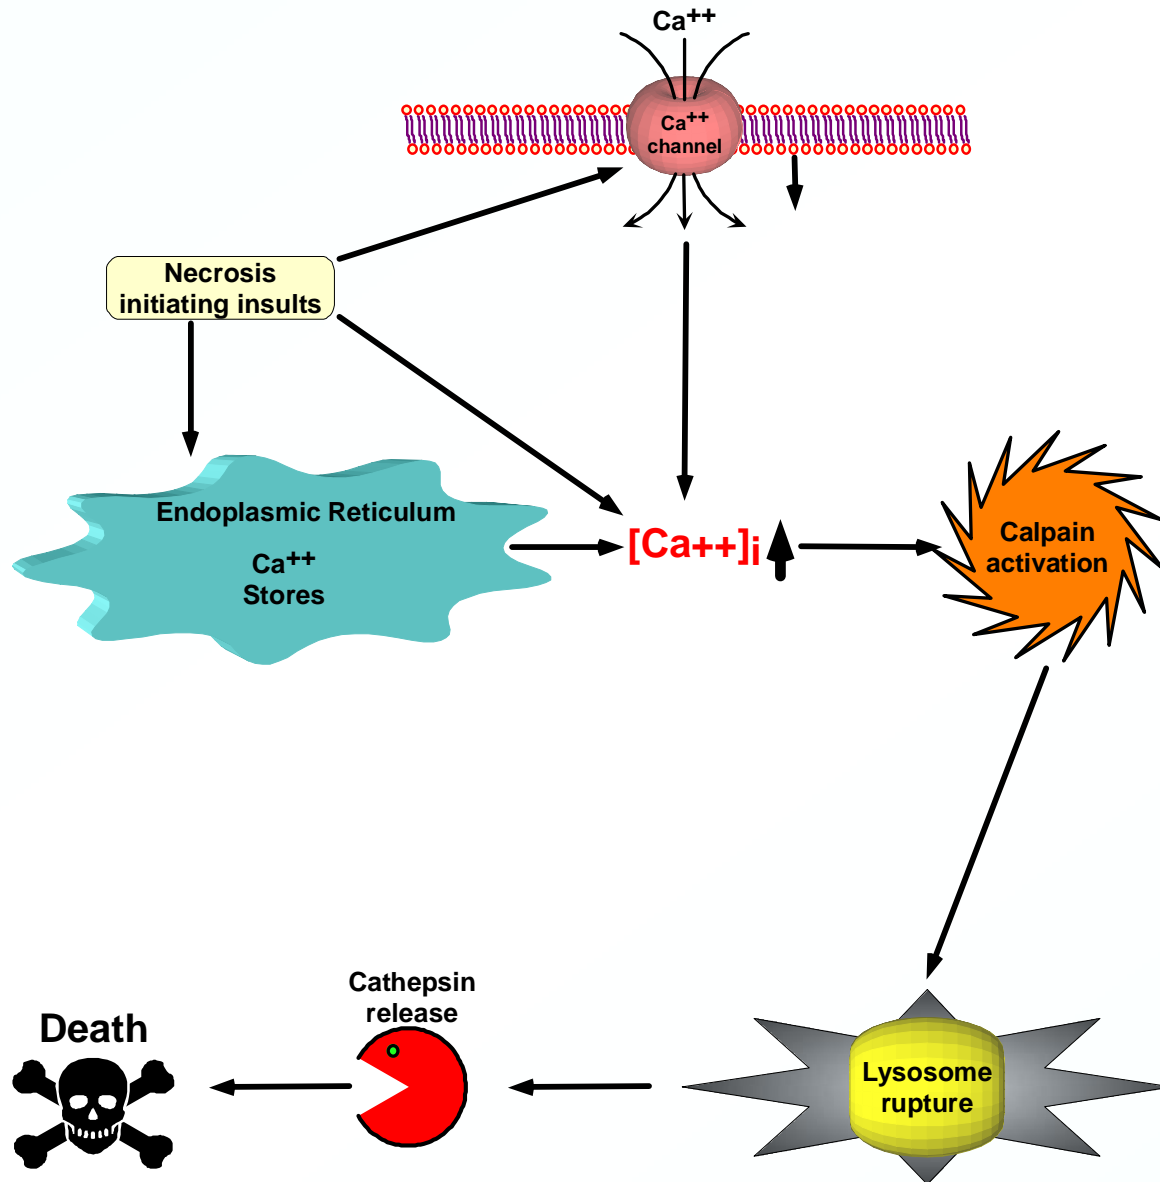 Ca++
Ca++
channel
Necrosis
initiating insults
Endoplasmic Reticulum
Ca++
Stores
[Ca++]i
Calpain
activation
Lysosome
rupture
Cathepsin
release
Death